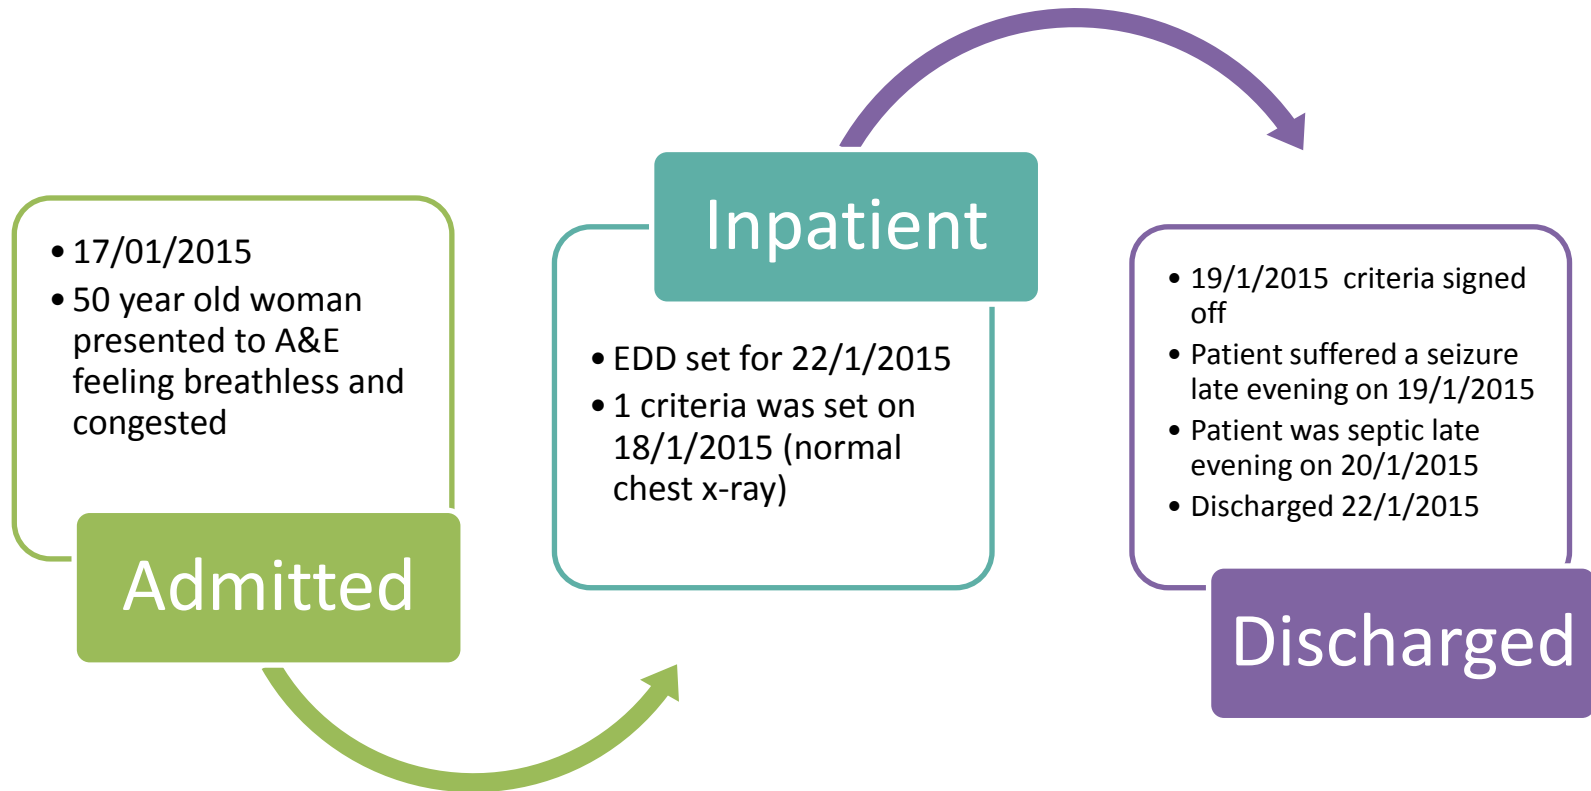 • 17/01/2015
• 50 year old woman
presented to A&E
feeling breathless and
congested
Admitted
Inpatient
• EDD set for 22/1/2015
• 1 criteria was set on
18/1/2015 (normal
chest x-ray)
• 19/1/2015  criteria signed
off
• Patient suffered a seizure
late evening on 19/1/2015
• Patient was septic late
evening on 20/1/2015
• Discharged 22/1/2015
Discharged